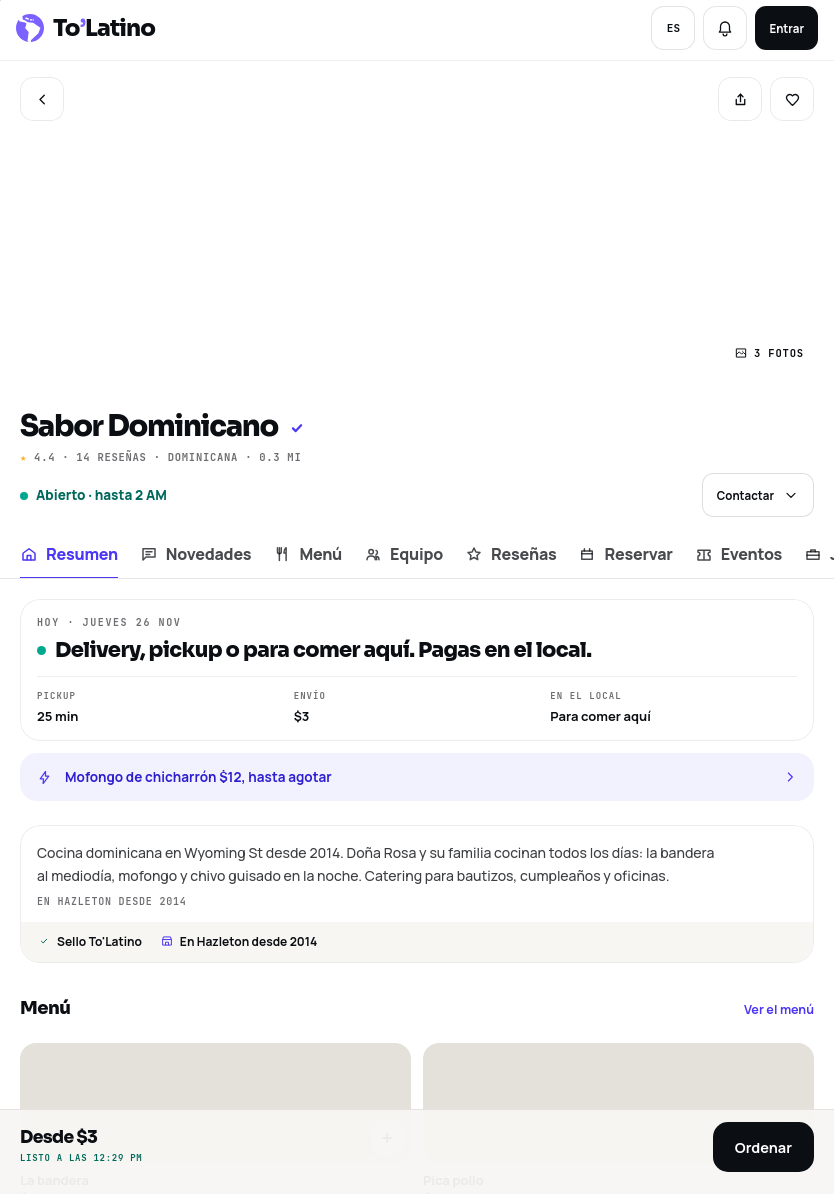 To'Latino
ES
Entrar
3 FOTOS
Sabor Dominicano
★ 4.4 · 14 RESEÑAS · DOMINICANA · 0.3 MI
Abierto · hasta 2 AM
Contactar
Resumen
Novedades
Menú
Equipo
Reseñas
Reservar
Eventos
HOY · JUEVES 26 NOV
Delivery, pickup o para comer aquí. Pagas en el local.
PICKUP
ENVÍO
EN EL LOCAL
25 min
$3
Para comer aquí
Mofongo de chicharrón $12, hasta agotar
Cocina dominicana en Wyoming St desde 2014. Doña Rosa y su familia cocinan todos los días: la bandera
al mediodía, mofongo y chivo guisado en la noche. Catering para bautizos, cumpleaños y oficinas.
EN HAZLETON DESDE 2014
Sello To'Latino
En Hazleton desde 2014
Menú
Ver el menú
Desde $3
LISTO A LAS 12:29 PM
Ordenar
La bandera
Pica pollo